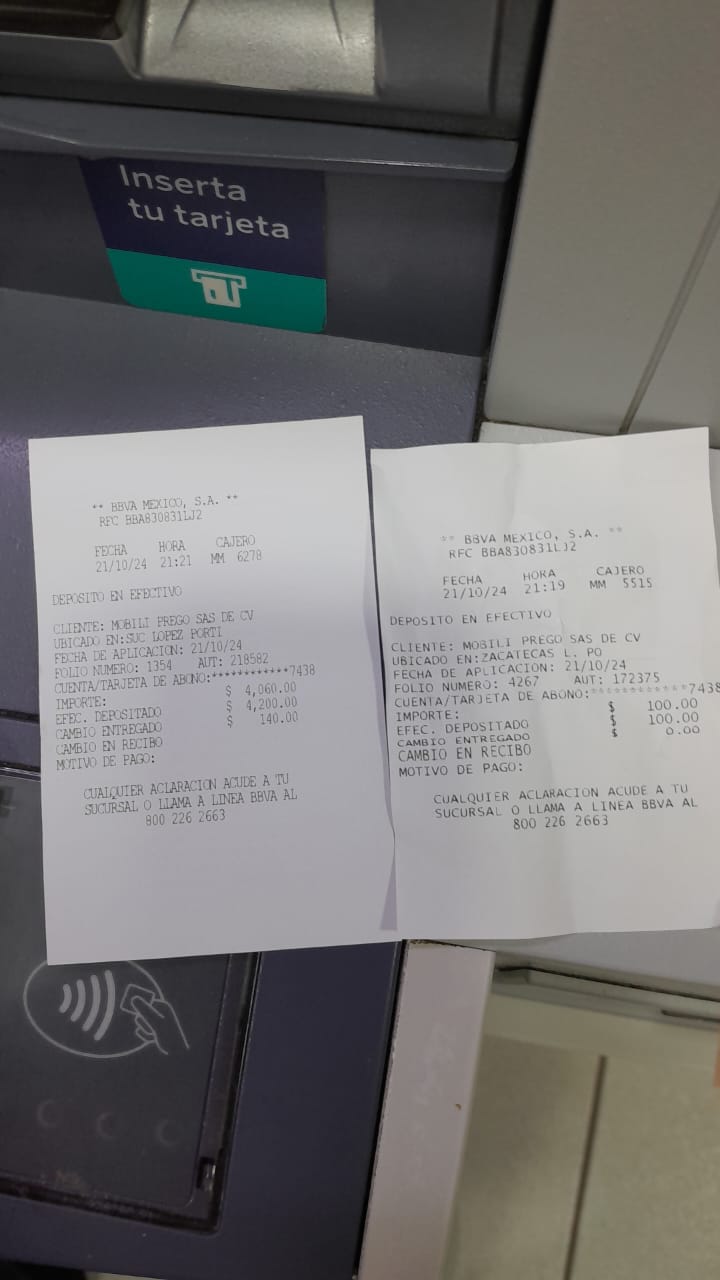 Inserta
tu tarjeta
** BBVA MEXICO, S.A. **
RFC BBA830831LJ2
FECHA HORA CAJERO
21/10/24 21:21 MM 6278
DEPOSITO EN EFECTIVO
CLIENTE: MOBILI PREGO SAS DE CV
UBICADO EN:SUC LOPEZ PORTI
FECHA DE APLICACION: 21/10/24
FOLIO NUMERO: 1354 AUT: 218582
CUENTA/TARJETA DE ABONO:************7438
IMPORTE: $ 4,060.00
EFEC. DEPOSITADO $ 4,200.00
CAMBIO ENTREGADO $ 140.00
CAMBIO EN RECIBO
MOTIVO DE PAGO:
CUALQUIER ACLARACION ACUDE A TU
SUCURSAL O LLAMA A LINEA BBVA AL
800 226 2663
** BBVA MEXICO, S.A. **
RFC BBA830831LJ2
FECHA HORA CAJERO
21/10/24 21:19 MM 5515
DEPOSITO EN EFECTIVO
CLIENTE: MOBILI PREGO SAS DE CV
UBICADO EN:ZACATECAS L. PO
FECHA DE APLICACION: 21/10/24
FOLIO NUMERO: 4267 AUT: 172375
CUENTA/TARJETA DE ABONO:************7438
IMPORTE: $ 100.00
EFEC. DEPOSITADO $ 100.00
CAMBIO ENTREGADO $ 0.00
CAMBIO EN RECIBO
MOTIVO DE PAGO:
CUALQUIER ACLARACION ACUDE A TU
SUCURSAL O LLAMA A LINEA BBVA AL
800 226 2663